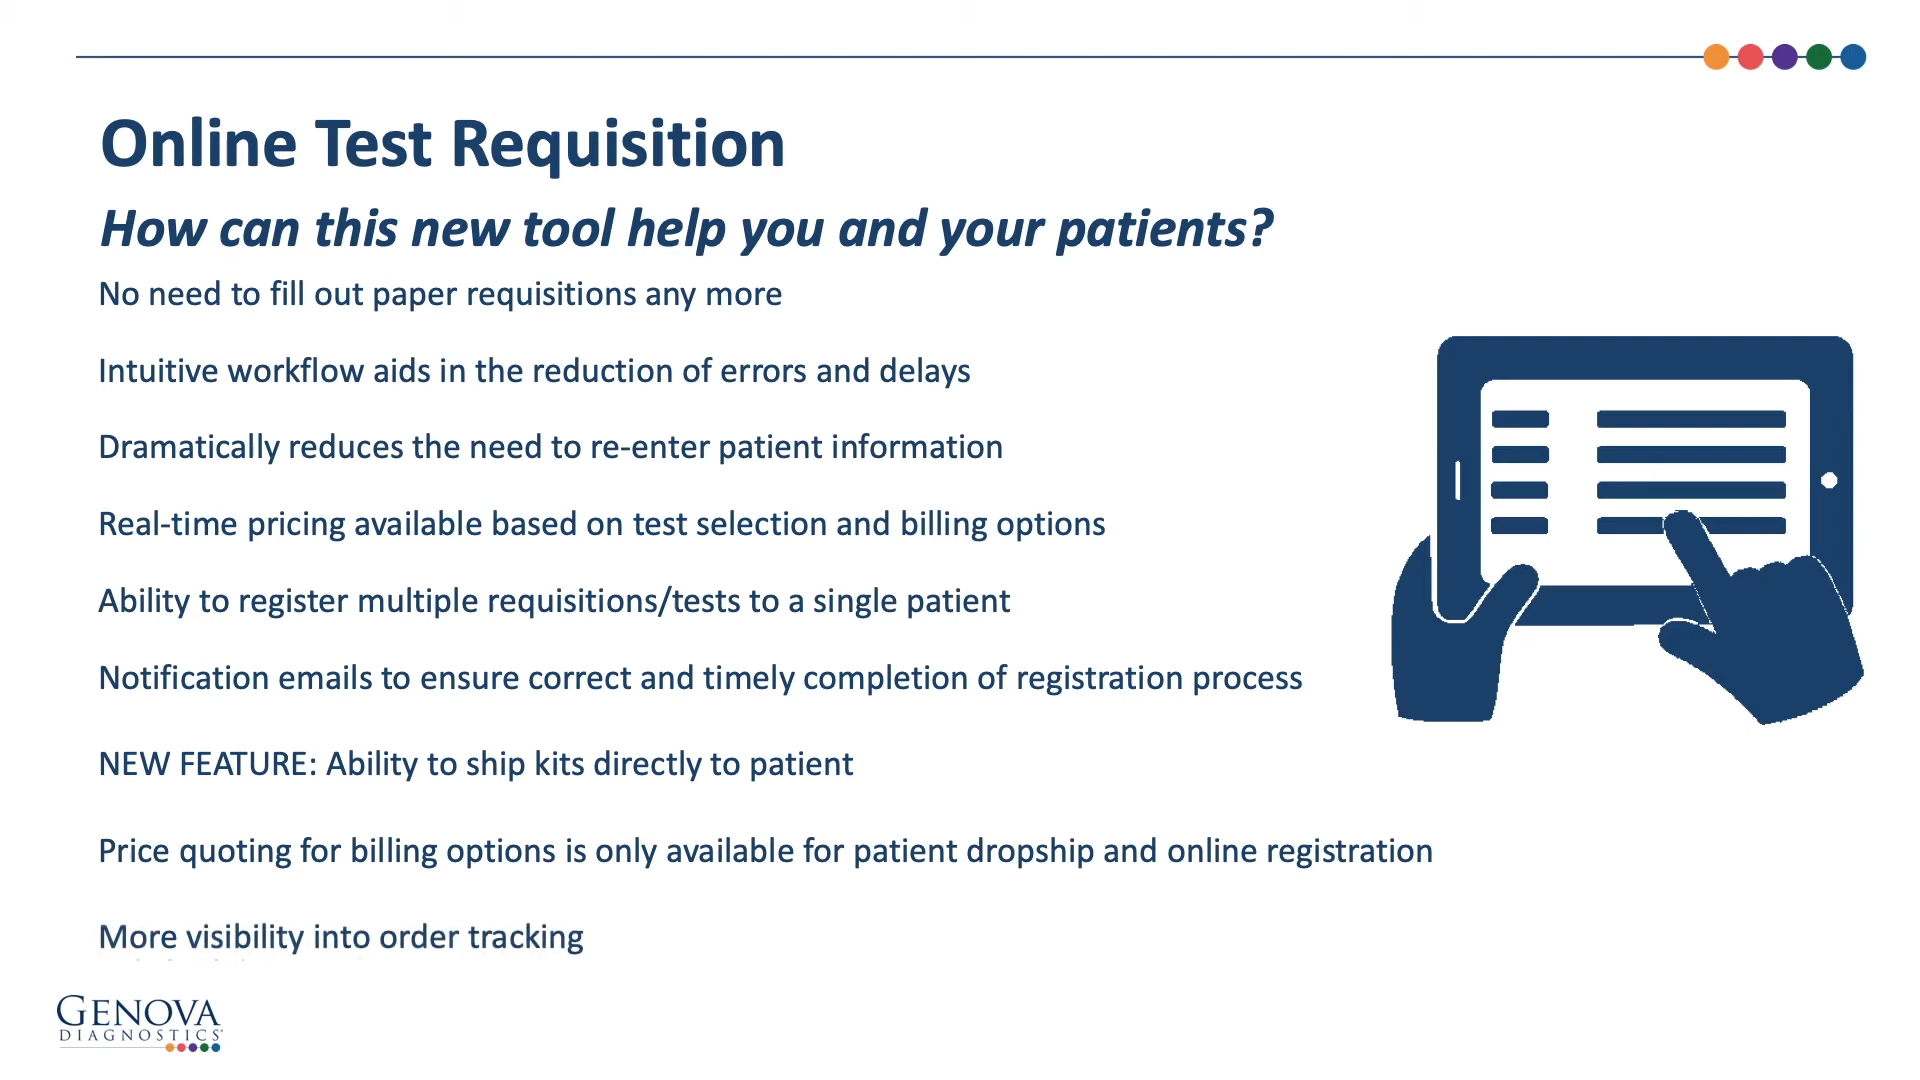 Online Test Requisition
How can this new tool help you and your patients?
No need to fill out paper requisitions any more
Intuitive workflow aids in the reduction of errors and delays
Dramatically reduces the need to re-enter patient information
Real-time pricing available based on test selection and billing options
Ability to register multiple requisitions/tests to a single patient
Notification emails to ensure correct and timely completion of registration process
NEW FEATURE: Ability to ship kits directly to patient
Price quoting for billing options is only available for patient dropship and online registration
More visibility into order tracking
GENOVA
DIAGNOSTICS